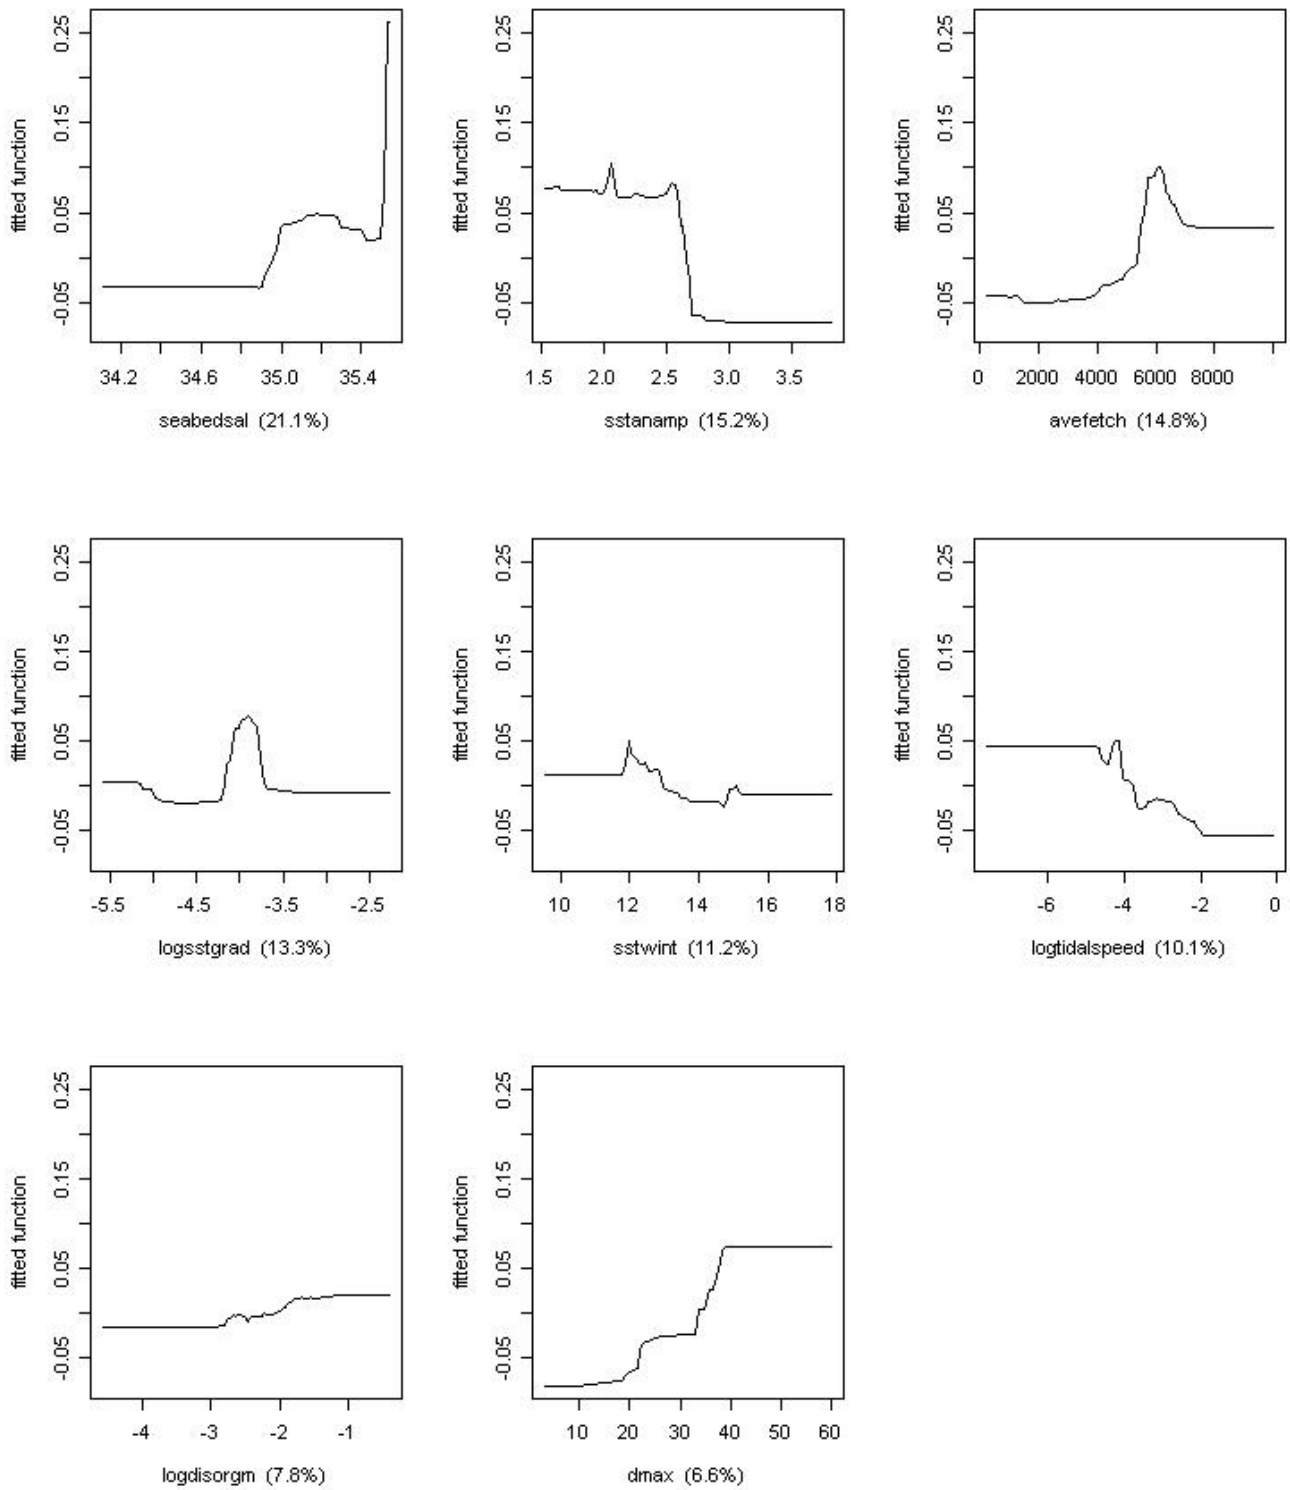 fitted function
0.25
0.15
0.05
-0.05
34.2 34.6 35.0 35.4
seabedsal (21.1%)
fitted function
0.25
0.15
0.05
-0.05
1.5 2.0 2.5 3.0 3.5
sstanamp (15.2%)
fitted function
0.25
0.15
0.05
-0.05
0 2000 4000 6000 8000
avefetch (14.8%)
fitted function
0.25
0.15
0.05
-0.05
-5.5 -4.5 -3.5 -2.5
logsstgrad (13.3%)
fitted function
0.25
0.15
0.05
-0.05
10 12 14 16 18
sstwint (11.2%)
fitted function
0.25
0.15
0.05
-0.05
-6 -4 -2 0
logtidalspeed (10.1%)
fitted function
0.25
0.15
0.05
-0.05
-4 -3 -2 -1
logdisorgm (7.8%)
fitted function
0.25
0.15
0.05
-0.05
10 20 30 40 50 60
dmax (6.6%)